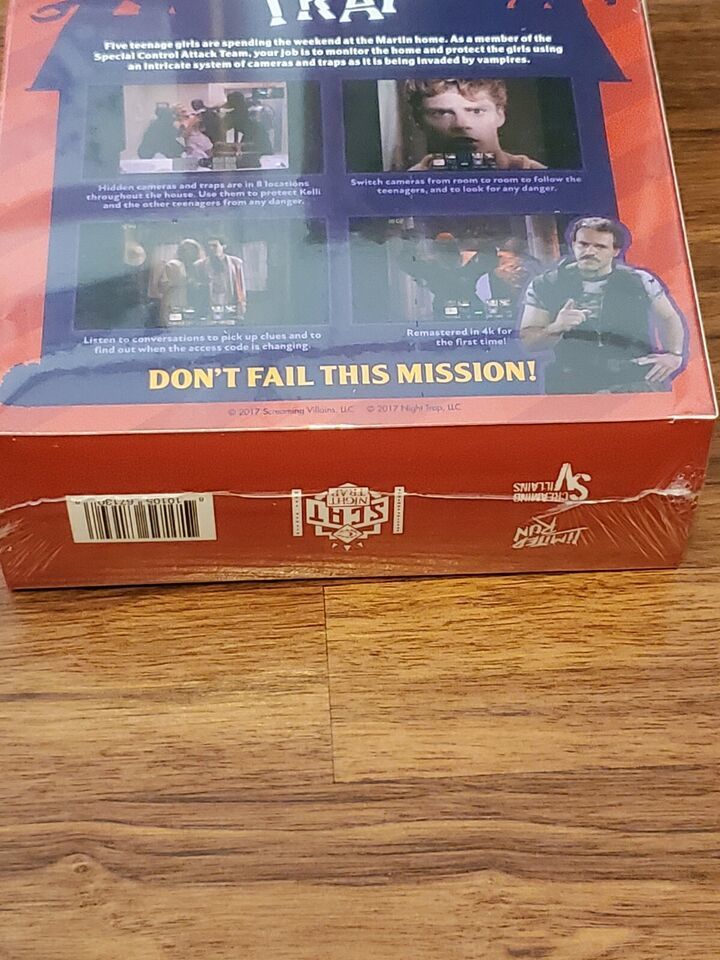 TRAP
Five teenage girls are spending the weekend at the Martin home. As a member of the
Special Control Attack Team, your job is to monitor the home and protect the girls using
an intricate system of cameras and traps as it is being invaded by vampires.
Hidden cameras and traps are in 8 locations
throughout the house. Use them to protect Kelli
and the other teenagers from any danger.
Switch cameras from room to room to follow the
teenagers, and to look for any danger.
Listen to conversations to pick up clues and to
find out when the access code is changing.
Remastered in 4k for
the first time!
DON'T FAIL THIS MISSION!
© 2017 Screaming Villains, LLC © 2017 Night Trap, LLC
SV
SCREAMING
VILLAINS
LIMITED
RUN
NIGHT
TRAP